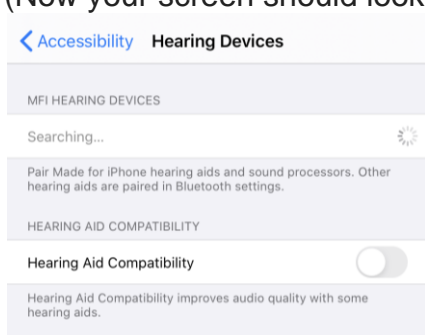 (Now your screen should look
Accessibility Hearing Devices
MFI HEARING DEVICES
Searching...
Pair Made for iPhone hearing aids and sound processors. Other
hearing aids are paired in Bluetooth settings.
HEARING AID COMPATIBILITY
Hearing Aid Compatibility
Hearing Aid Compatibility improves audio quality with some
hearing aids.